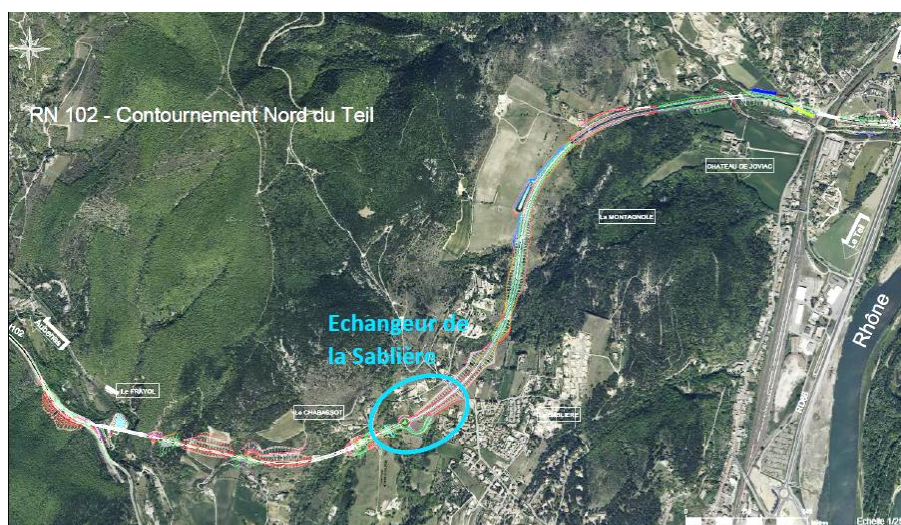 RN 102 - Contournement Nord du Teil
CHATEAU DE JOVIAC
La MONTAGNOLE
Le Teil
Rhône
Echangeur de
la Sablière
Aubenas
Le FRAYOL
Le CHABASSOT